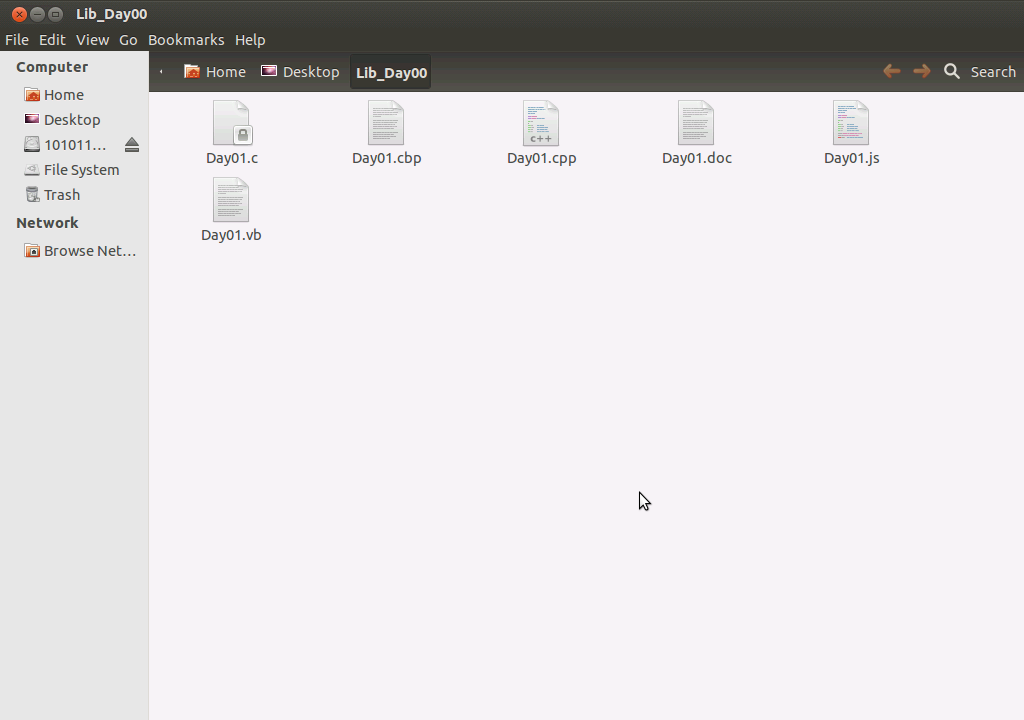 Lib_Day00
File Edit View Go Bookmarks Help
Computer
Home
Desktop
101011...
File System
Trash
Network
Browse Net...
Home Desktop Lib_Day00 Search
Day01.c Day01.cbp Day01.cpp Day01.doc Day01.js
c++
Day01.vb